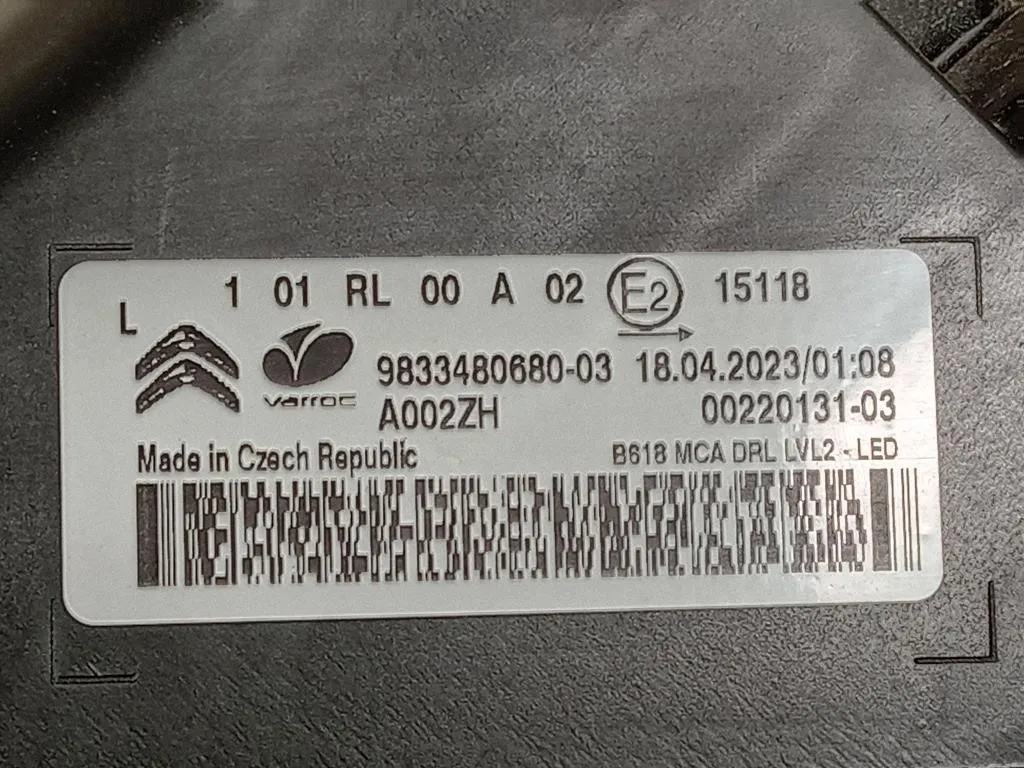 1 01 RL 00 A 02 E2 15118
L
varroc
9833480680-03 18.04.2023/01:08
A002ZH 00220131-03
Made in Czech Republic B618 MCA DRL LVL2 - LED